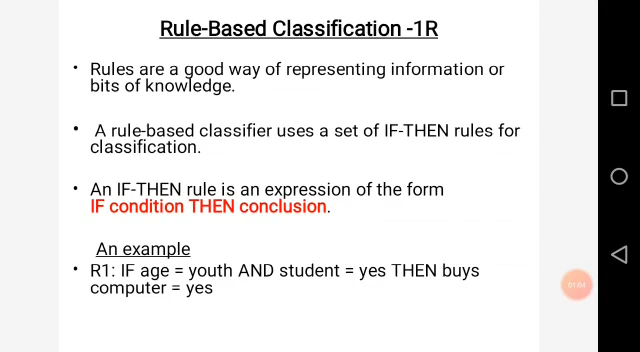 Rule-Based Classification -1R
• Rules are a good way of representing information or
bits of knowledge.
• A rule-based classifier uses a set of IF-THEN rules for
classification.
• An IF-THEN rule is an expression of the form
IF condition THEN conclusion.
An example
• R1: IF age = youth AND student = yes THEN buys
computer = yes
01:04